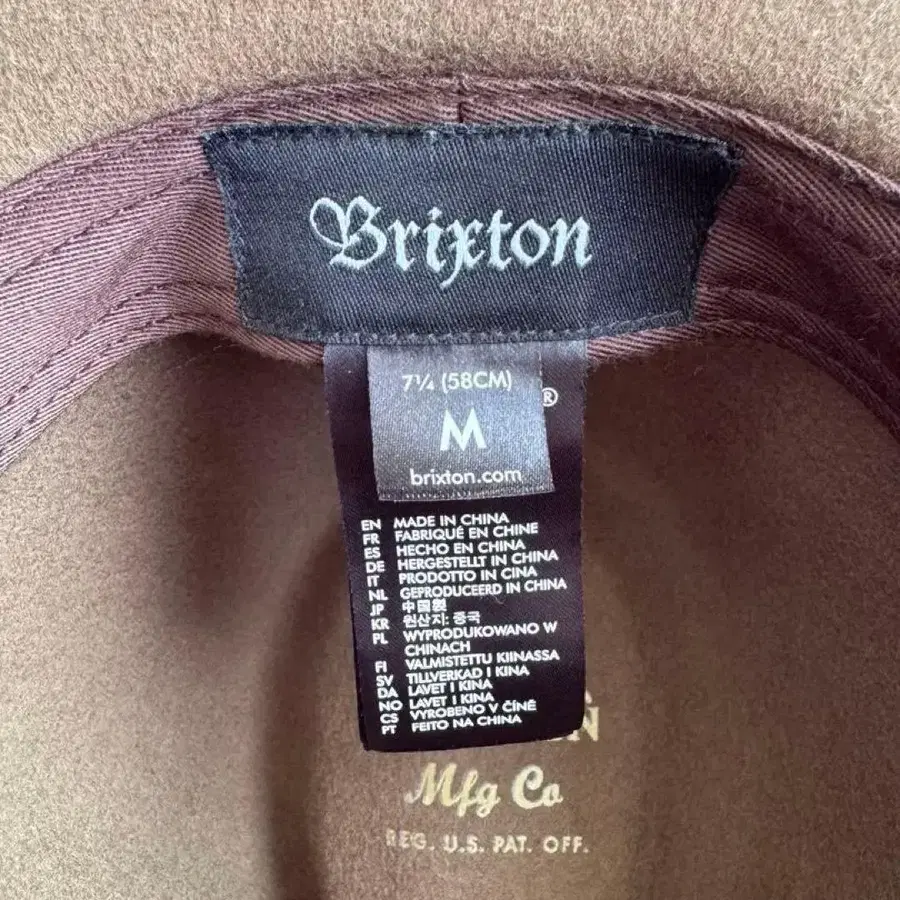 Brixton
7¼ (58CM)
®
M
brixton.com
EN MADE IN CHINA
FR FABRIQUÉ EN CHINE
ES HECHO EN CHINA
DE HERGESTELLT IN CHINA
IT PRODOTTO IN CINA
NL GEPRODUCEERD IN CHINA
JP 中国製
KR 원산지: 중국
PL WYPRODUKOWANO W
CHINACH
FI VALMISTETTU KIINASSA
SV TILLVERKAD I KINA
DA LAVET I KINA
NO LAVET I KINA
CS VYROBENO V ČÍNĚ
PT FEITO NA CHINA
Mfg Co
REG. U.S. PAT. OFF.